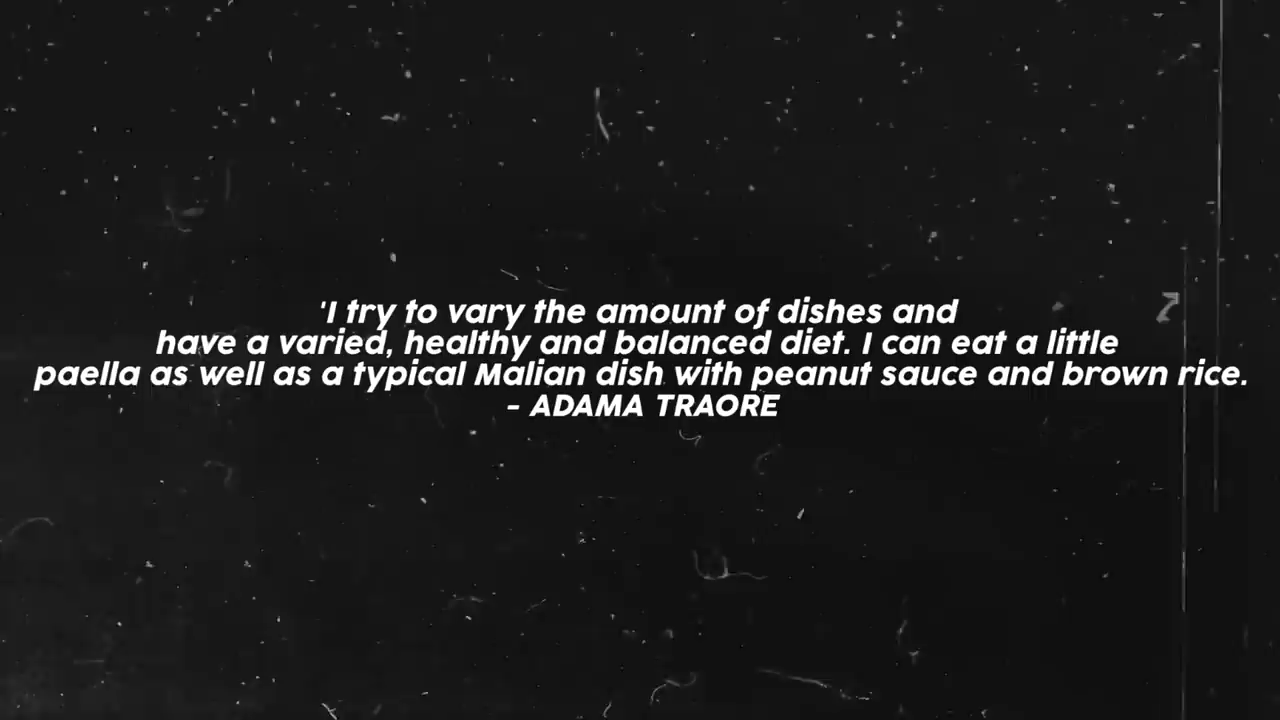 'I try to vary the amount of dishes and
have a varied, healthy and balanced diet. I can eat a little
paella as well as a typical Malian dish with peanut sauce and brown rice.
- ADAMA TRAORE